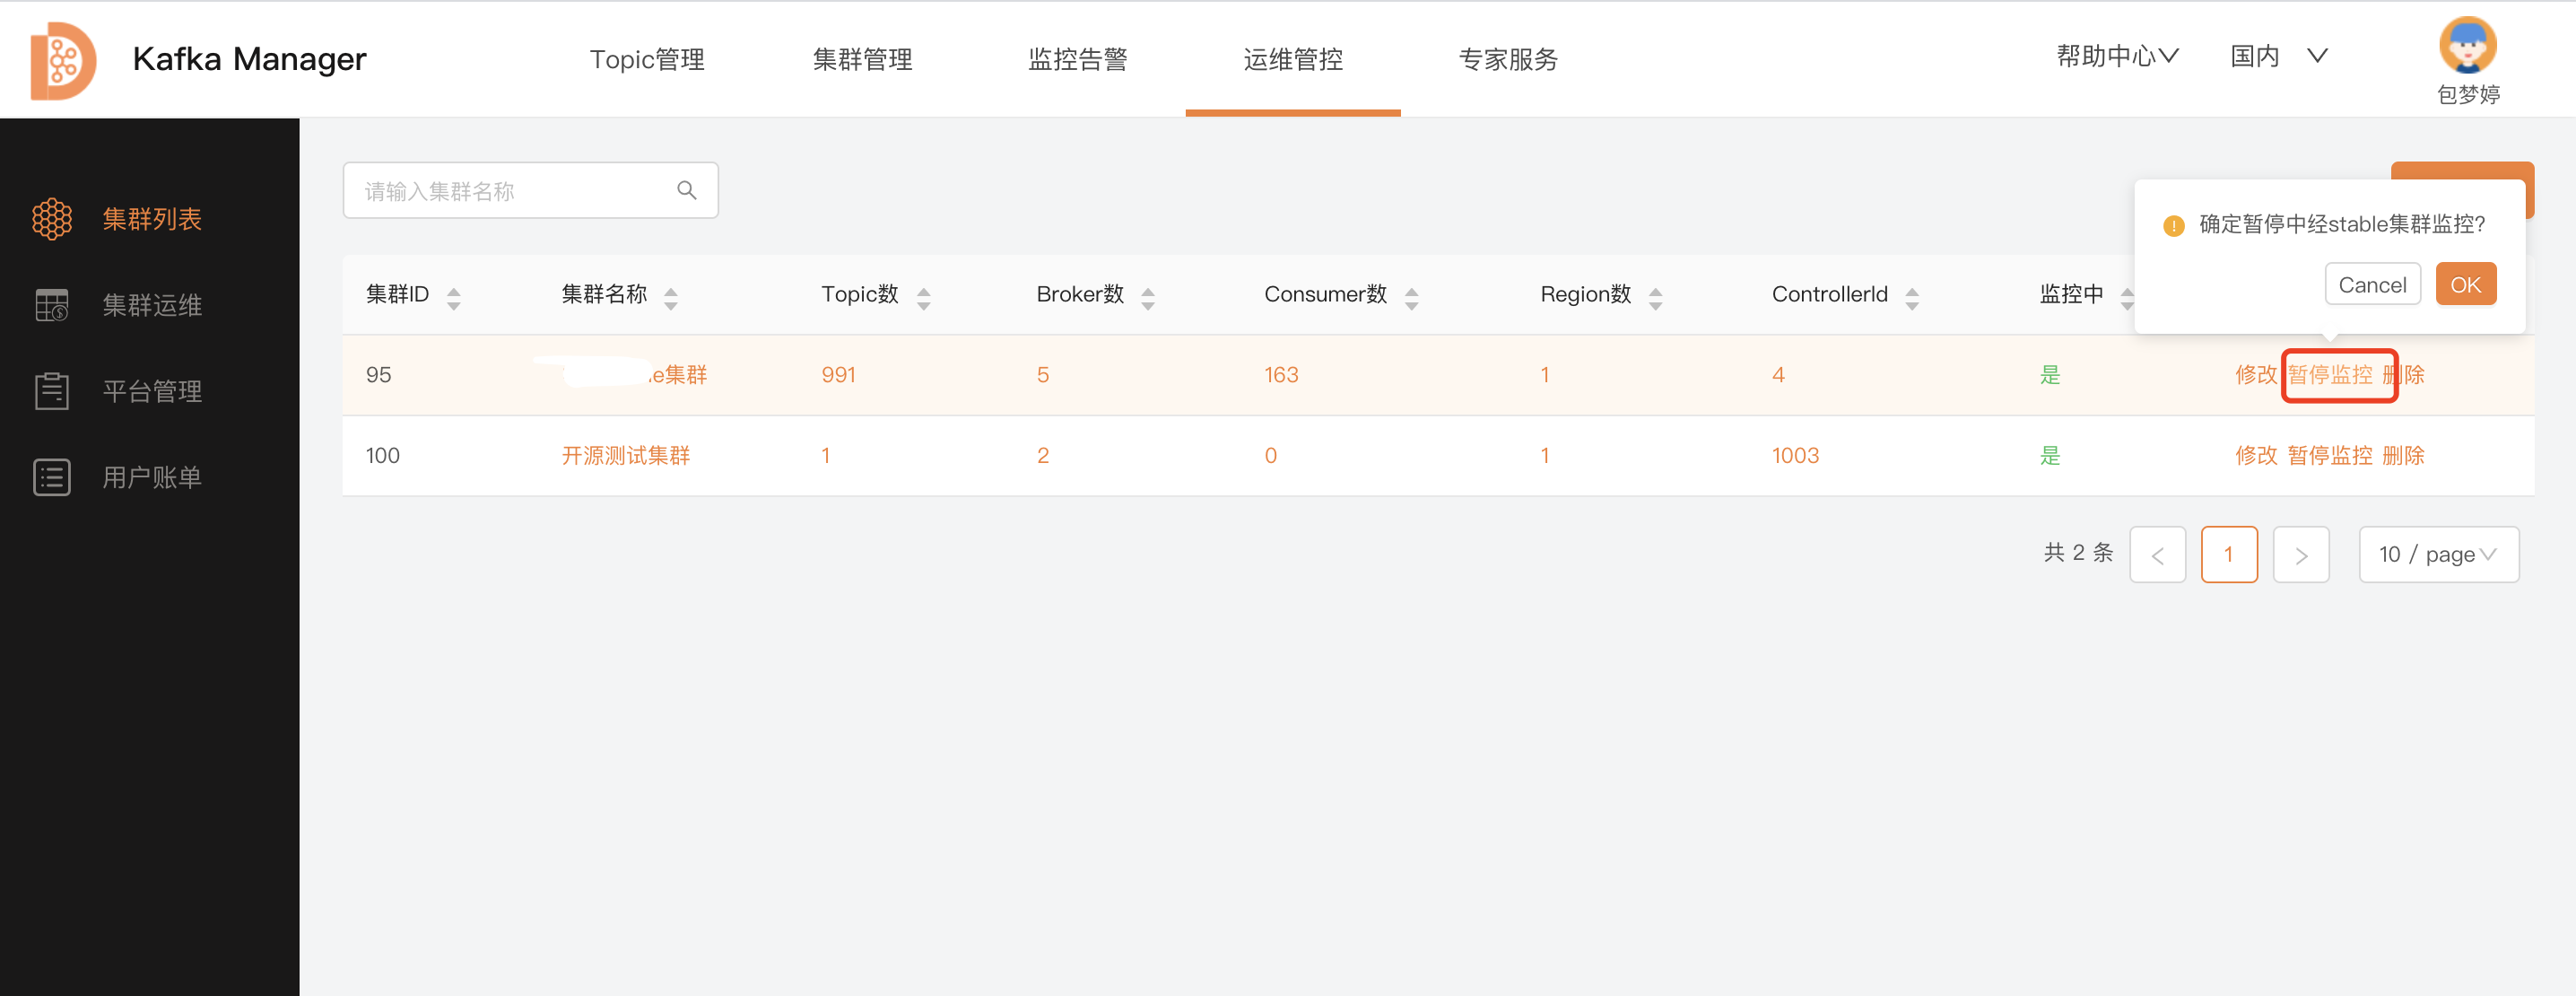 Kafka Manager
Topic管理
集群管理
监控告警
运维管控
专家服务
帮助中心
国内
包梦婷
集群列表
集群运维
平台管理
用户账单
请输入集群名称
确定暂停中经stable集群监控?
Cancel
OK
集群ID 集群名称 Topic数 Broker数 Consumer数 Region数 ControllerId 监控中
95 e集群 991 5 163 1 4 是 修改 暂停监控 删除
100 开源测试集群 1 2 0 1 1003 是 修改 暂停监控 删除
共 2 条 < 1 > 10 / page